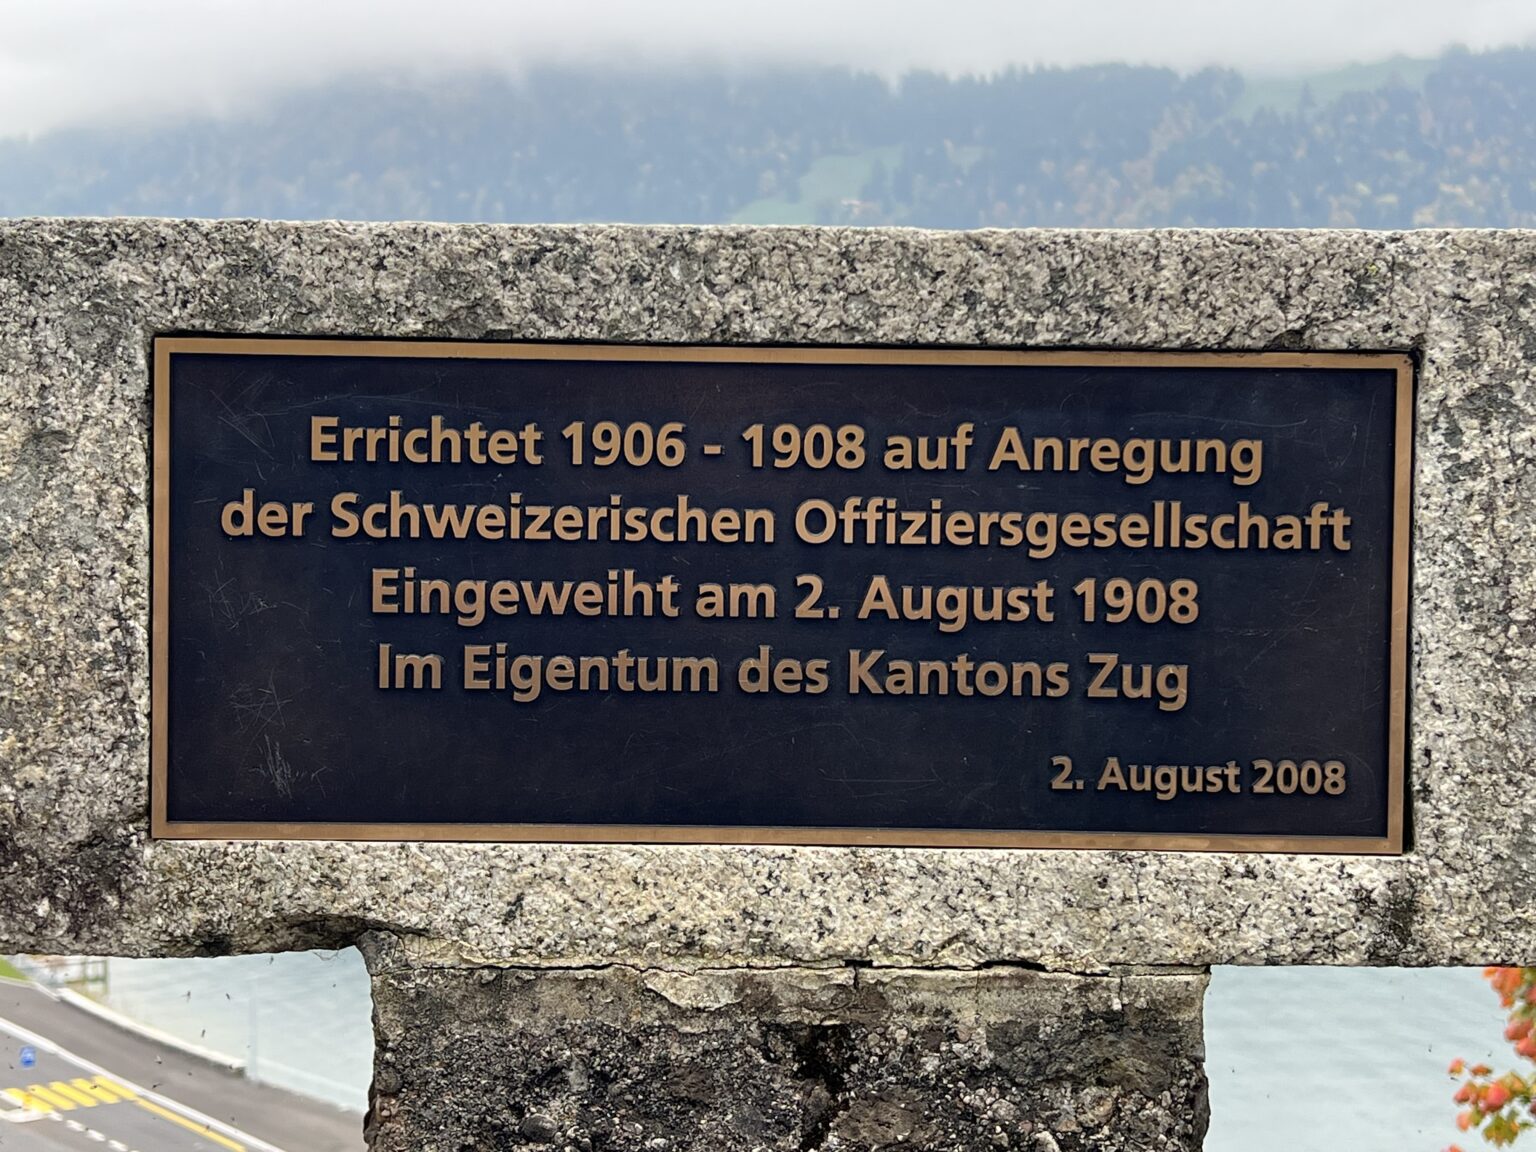 Errichtet 1906 - 1908 auf Anregung
der Schweizerischen Offiziersgesellschaft
Eingeweiht am 2. August 1908
Im Eigentum des Kantons Zug
2. August 2008